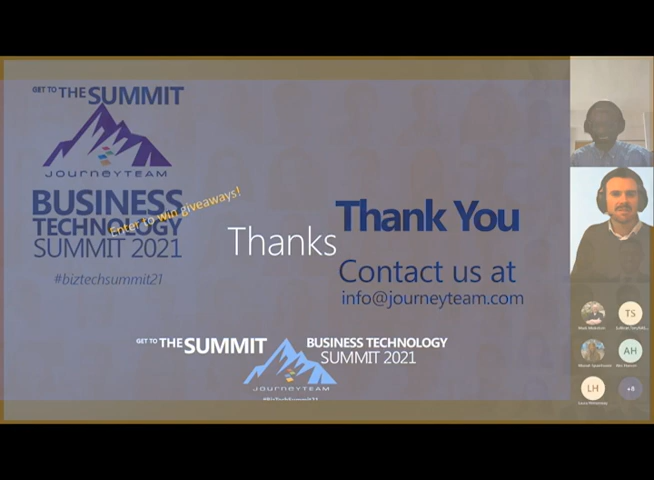 GET TO THE SUMMIT
JOURNEYTEAM
BUSINESS
TECHNOLOGY
SUMMIT 2021
#biztechsummit21
Enter to win giveaways!
Thanks
Thank You
Contact us at
info@journeyteam.com
GET TO THE SUMMIT
JOURNEYTEAM
BUSINESS TECHNOLOGY
SUMMIT 2021
#BizTechSummit21
TS
AH
LH
+8